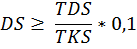 DS ≥ TDS/TKS * 0,1